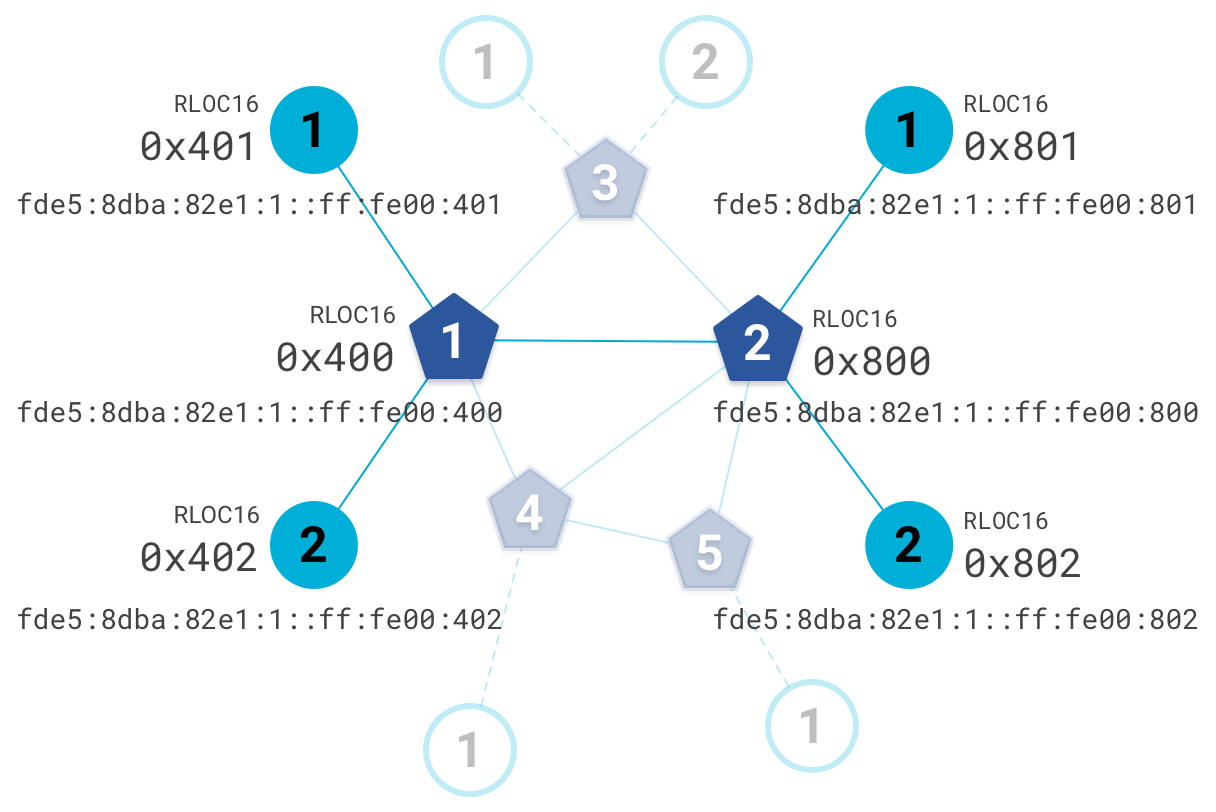 1
2
RLOC16
0x401
1
fde5:8dba:82e1:1::ff:fe00:401
3
1
RLOC16
0x801
fde5:8dba:82e1:1::ff:fe00:801
RLOC16
0x400
1
fde5:8dba:82e1:1::ff:fe00:400
2
RLOC16
0x800
fde5:8dba:82e1:1::ff:fe00:800
4
5
RLOC16
0x402
2
fde5:8dba:82e1:1::ff:fe00:402
2
RLOC16
0x802
fde5:8dba:82e1:1::ff:fe00:802
1
1